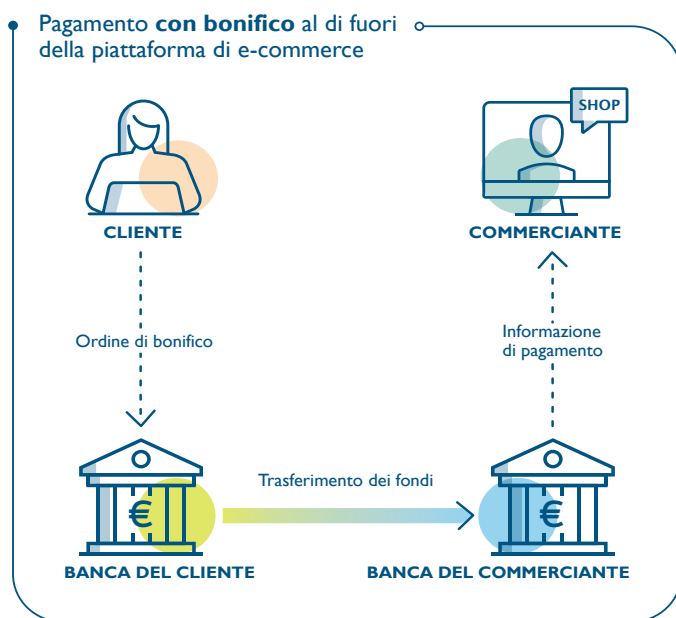 Pagamento con bonifico al di fuori
della piattaforma di e-commerce
SHOP
CLIENTE
COMMERCIANTE
Ordine di bonifico
Informazione
di pagamento
Trasferimento dei fondi
€
€
BANCA DEL CLIENTE
BANCA DEL COMMERCIANTE